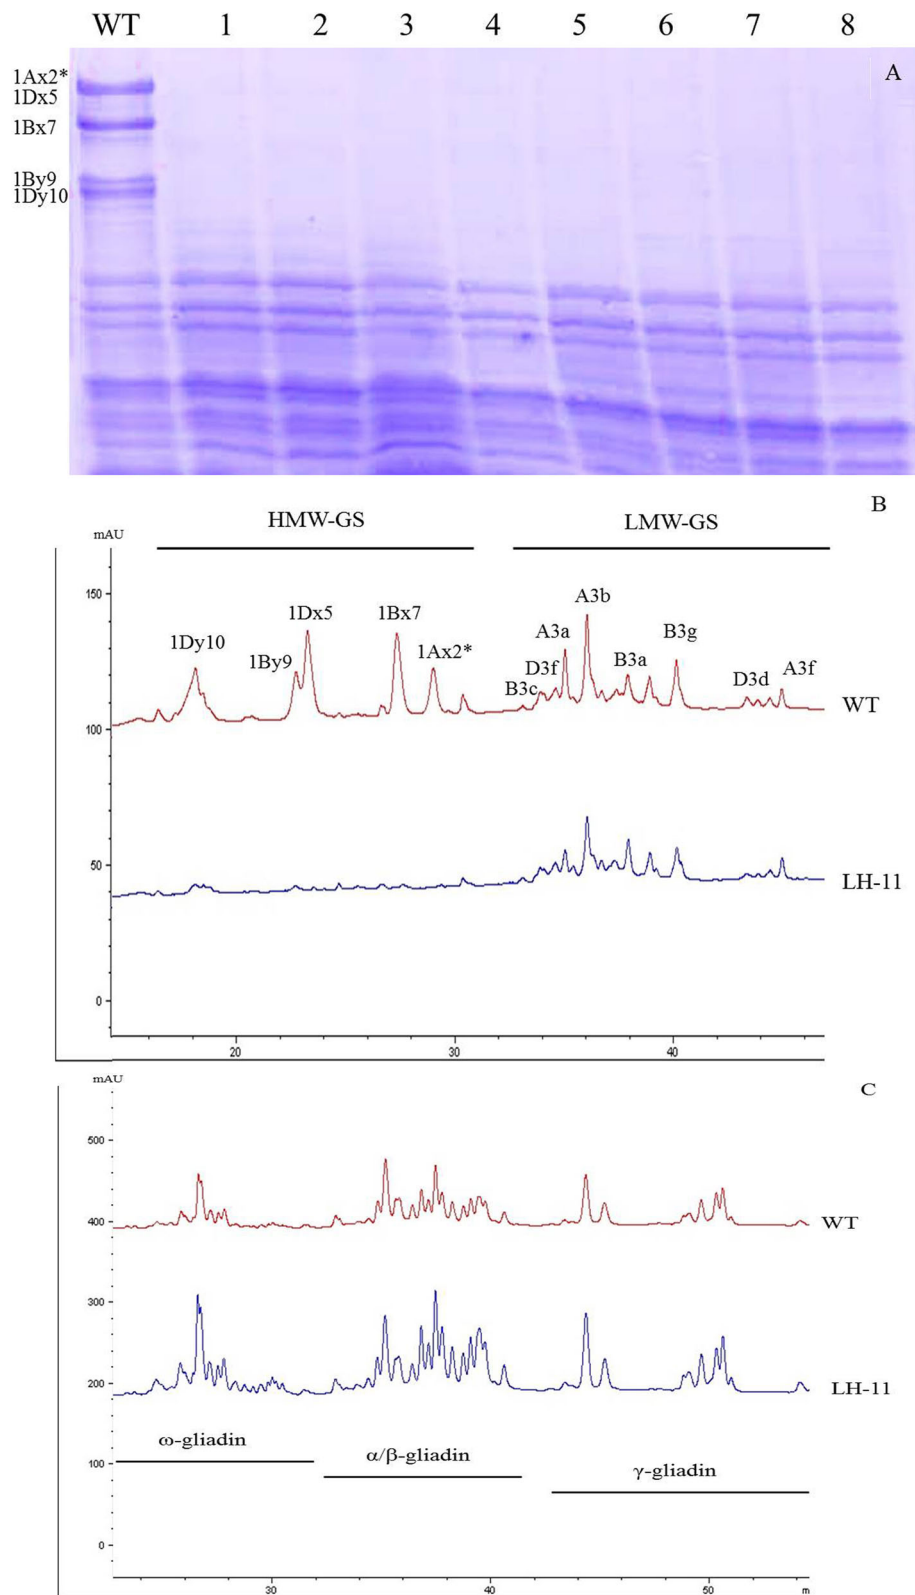 WT 1 2 3 4 5 6 7 8
A
1Ax2*
1Dx5
1Bx7
1By9
1Dy10
B
HMW-GS
LMW-GS
mAU
150
100
50
0
1Dy10
1By9
1Dx5
1Bx7
1Ax2*
B3c
D3f
A3a
A3b
B3a
B3g
D3d
A3f
WT
LH-11
20 30 40
C
mAU
500
400
300
200
100
0
WT
LH-11
ω-gliadin
α/β-gliadin
γ-gliadin
30 40 50 m